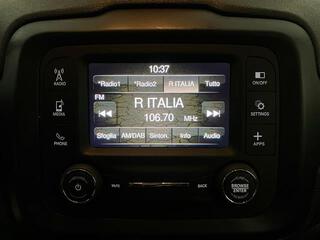 10:37
RADIO
ON/OFF
*Radio1 *Radio2 R ITALIA Tutto
FM
R ITALIA
106.70 MHz
MEDIA
SETTINGS
Sfoglia AM/DAB Sinton. Info Audio
PHONE
APPS
MUTE
BACK
BROWSE
ENTER